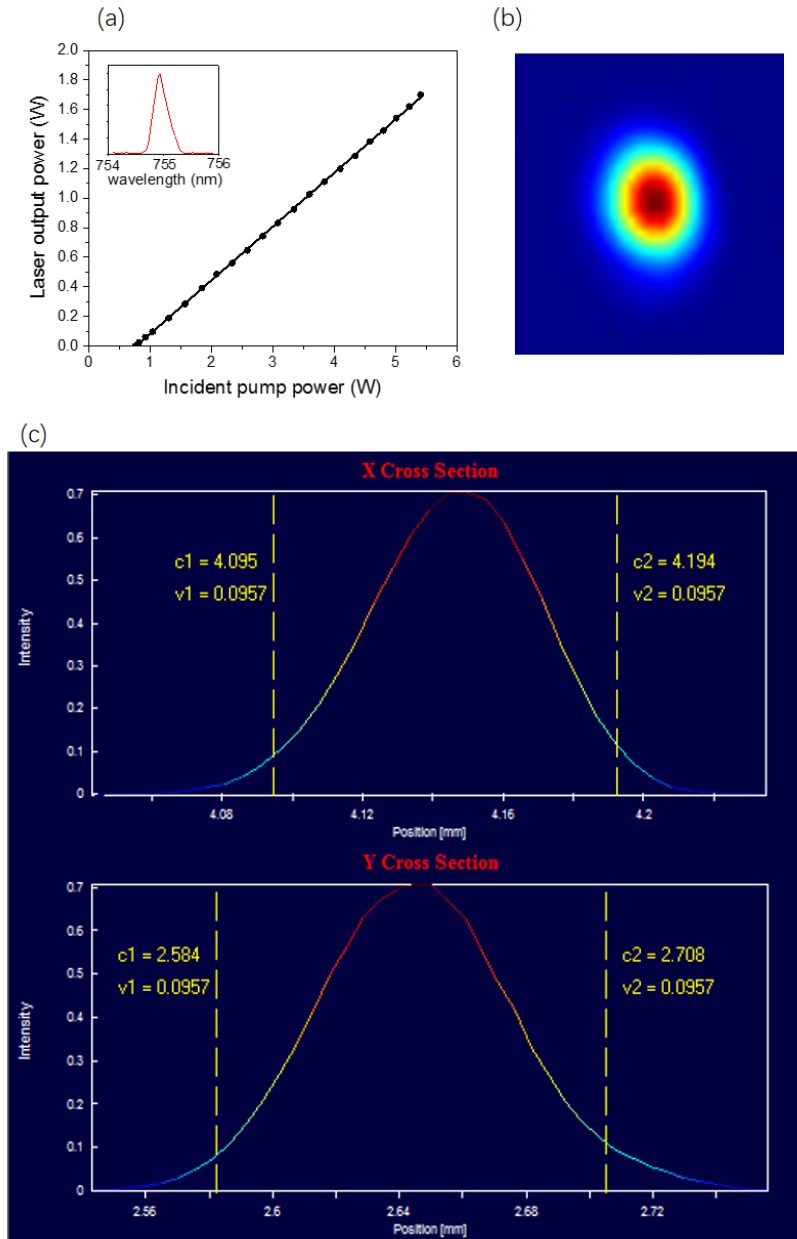 (a)
2.0
1.8
1.6
1.4
1.2
1.0
0.8
0.6
0.4
0.2
0.0
Laser output power (W)
754 755 756
wavelength (nm)
0 1 2 3 4 5 6
Incident pump power (W)
(b)
(c)
X Cross Section
0.7
0.6
0.5
0.4
0.3
0.2
0.1
0
Intensity
c1 = 4.095
v1 = 0.0957
c2 = 4.194
v2 = 0.0957
4.08 4.12 4.16 4.2
Position [mm]
Y Cross Section
0.7
0.6
0.5
0.4
0.3
0.2
0.1
0
Intensity
c1 = 2.584
v1 = 0.0957
c2 = 2.708
v2 = 0.0957
2.56 2.6 2.64 2.68 2.72
Position [mm]